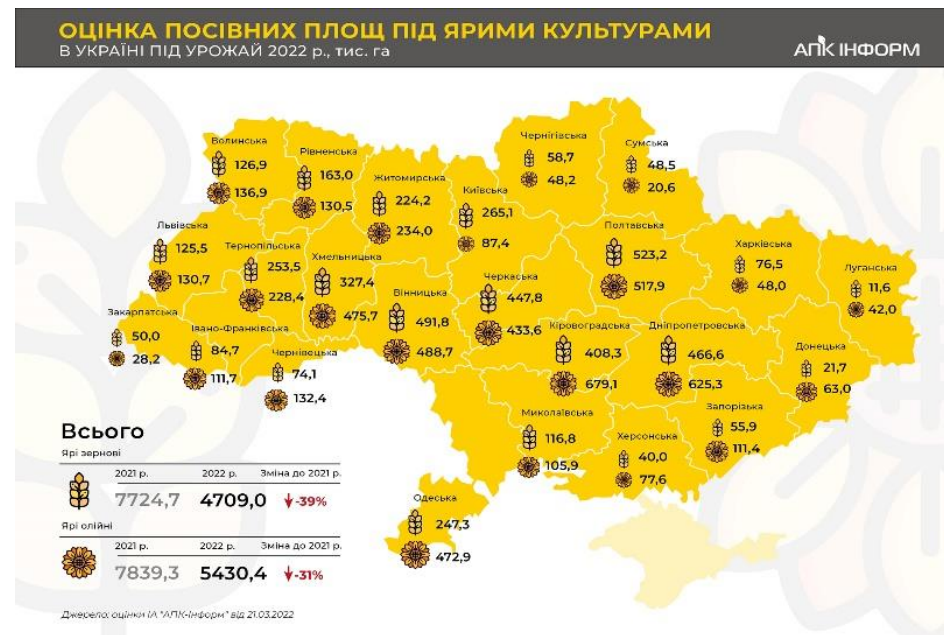 ОЦІНКА ПОСІВНИХ ПЛОЩ ПІД ЯРИМИ КУЛЬТУРАМИ
В УКРАЇНІ ПІД УРОЖАЙ 2022 р., тис. га
АПК ІНФОРМ
Волинська
126,9
136,9
Рівненська
163,0
130,5
Житомирська
224,2
234,0
Київська
265,1
87,4
Чернігівська
58,7
48,2
Сумська
48,5
20,6
Львівська
125,5
130,7
Тернопільська
253,5
228,4
Хмельницька
327,4
475,7
Вінницька
491,8
488,7
Черкаська
447,8
433,6
Полтавська
523,2
517,9
Харківська
76,5
48,0
Луганська
11,6
42,0
Закарпатська
50,0
28,2
Івано-Франківська
84,7
111,7
Чернівецька
74,1
132,4
Кіровоградська
408,3
679,1
Дніпропетровська
466,6
625,3
Донецька
21,7
63,0
Миколаївська
116,8
105,9
Херсонська
40,0
77,6
Запорізька
55,9
111,4
Одеська
247,3
472,9
Всього
Ярі зернові
2021 р. 2022 р. Зміна до 2021 р.
7724,7 4709,0 -39%
Ярі олійні
2021 р. 2022 р. Зміна до 2021 р.
7839,3 5430,4 -31%
Джерело: оцінки ІА "АПК-Інформ" від 21.03.2022